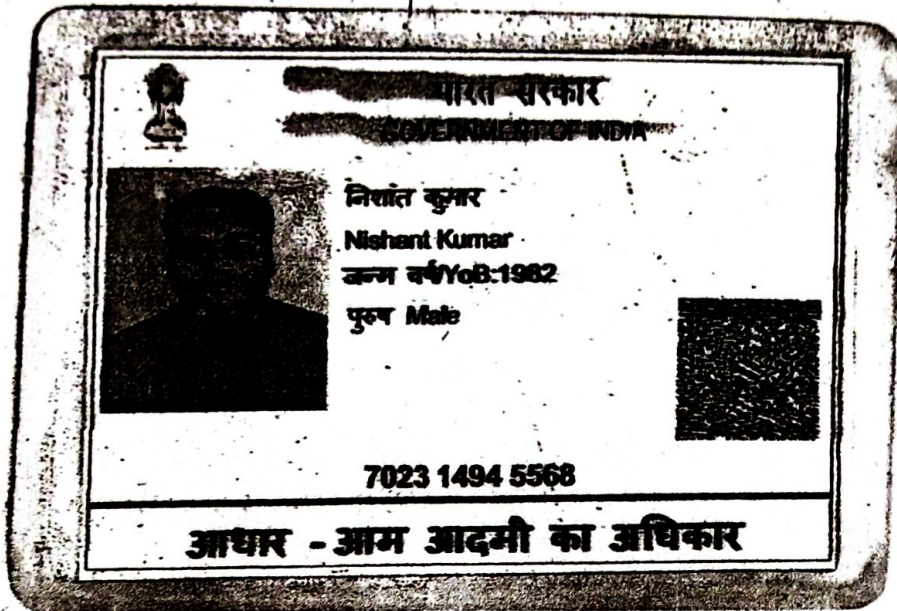 भारत सरकार
GOVERNMENT OF INDIA
निशांत कुमार
Nishant Kumar
जन्म वर्ष/YoB:1982
पुरुष Male
7023 1494 5568
आधार - आम आदमी का अधिकार